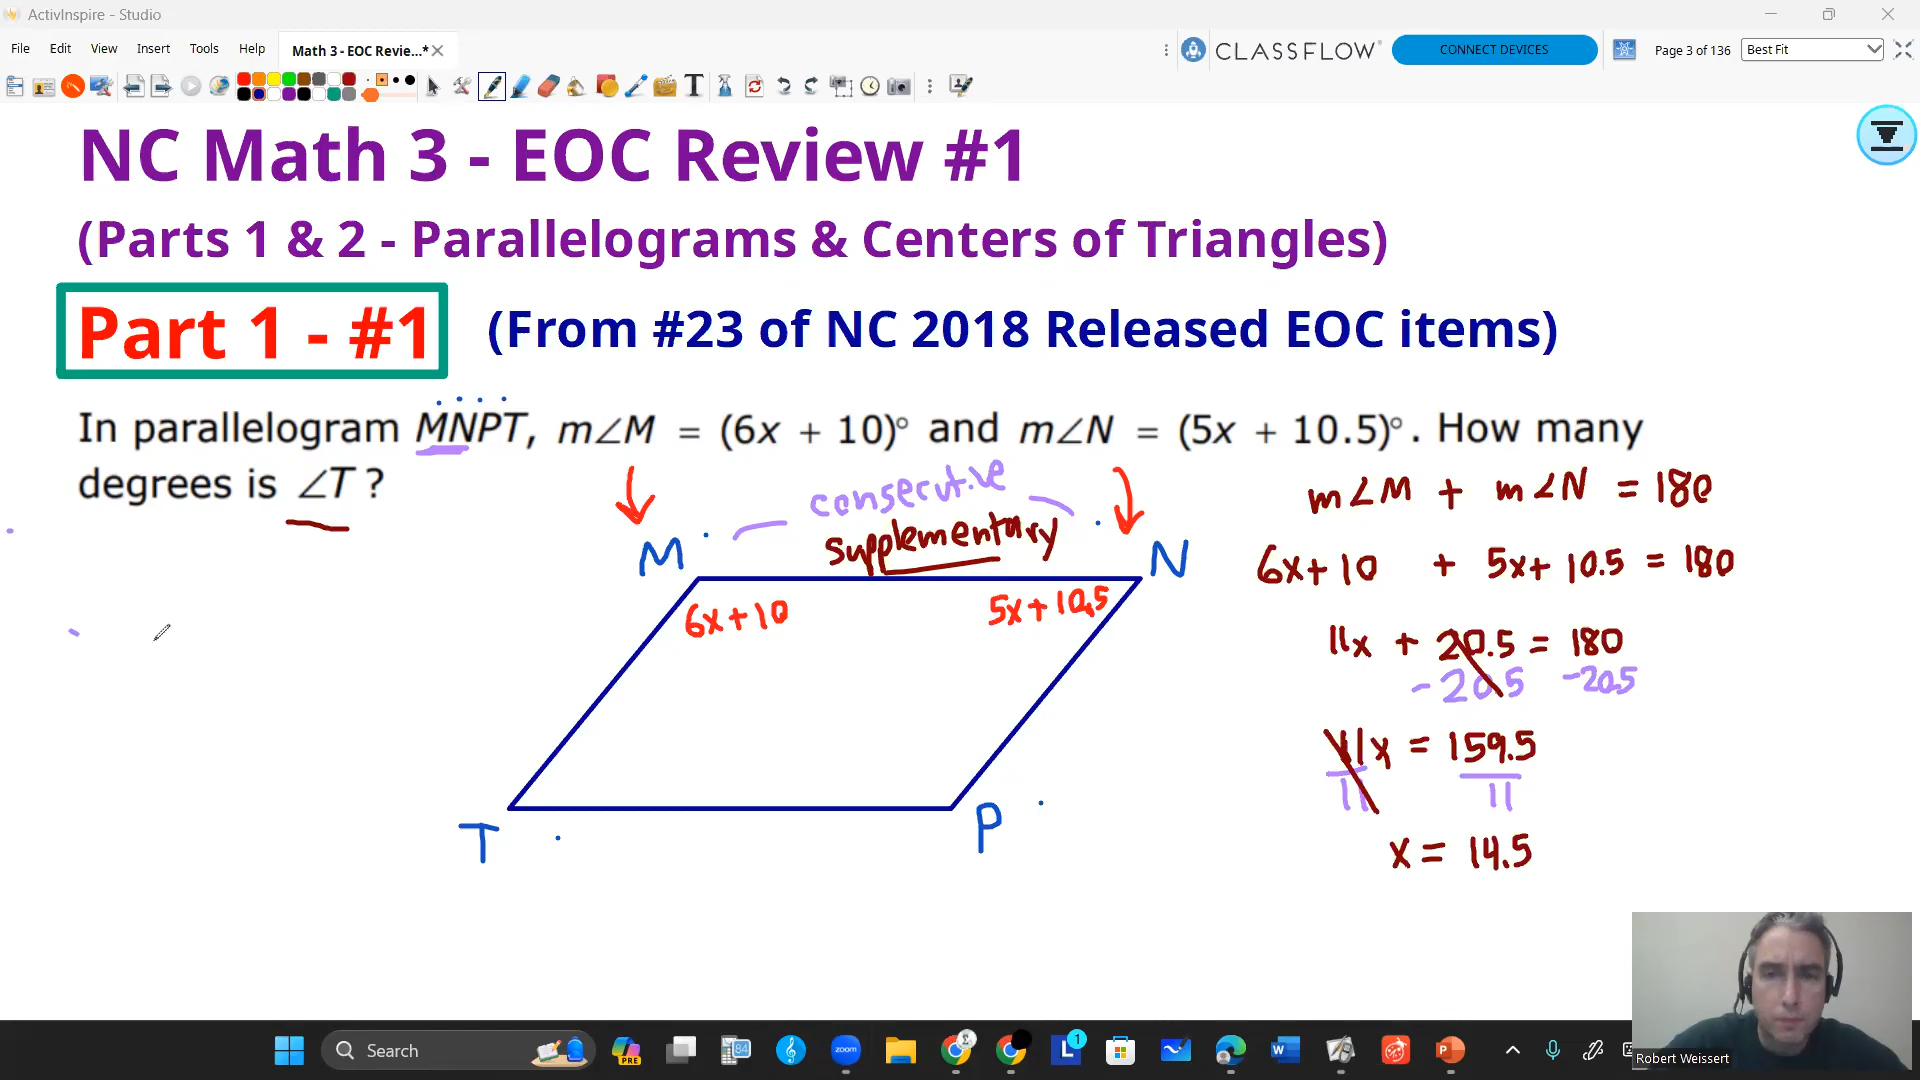 ActivInspire - Studio
File Edit View Insert Tools Help Math 3 - EOC Revie...* CLASSFLOW CONNECT DEVICES Page 3 of 136 Best Fit
NC Math 3 - EOC Review #1
(Parts 1 & 2 - Parallelograms & Centers of Triangles)
Part 1 - #1 (From #23 of NC 2018 Released EOC items)
In parallelogram MNPT, m∠M = (6x + 10)° and m∠N = (5x + 10.5)°. How many
degrees is ∠T ?
consecutive
supplementary
M N
6x+10 5x+10.5
T P
m∠M + m∠N = 180
6x+10 + 5x+10.5 = 180
11x + 20.5 = 180
-20.5 -20.5
11x = 159.5
11 11
x = 14.5
Robert Weissert
Search PRE 84 zoom L 1 W P